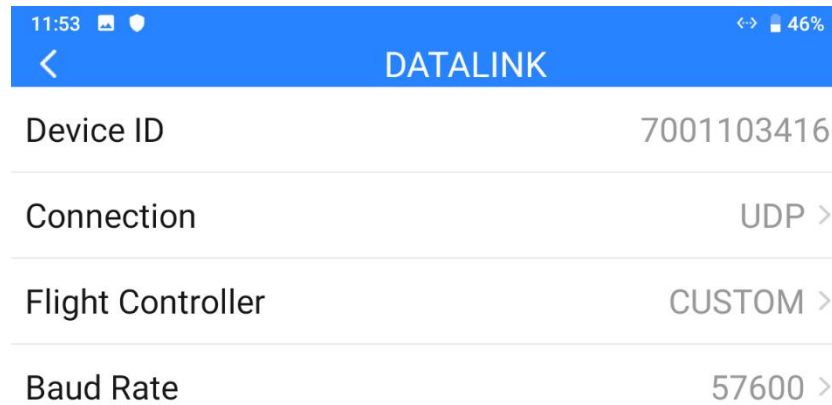 11:53 46%
DATALINK
Device ID 7001103416
Connection UDP
Flight Controller CUSTOM
Baud Rate 57600